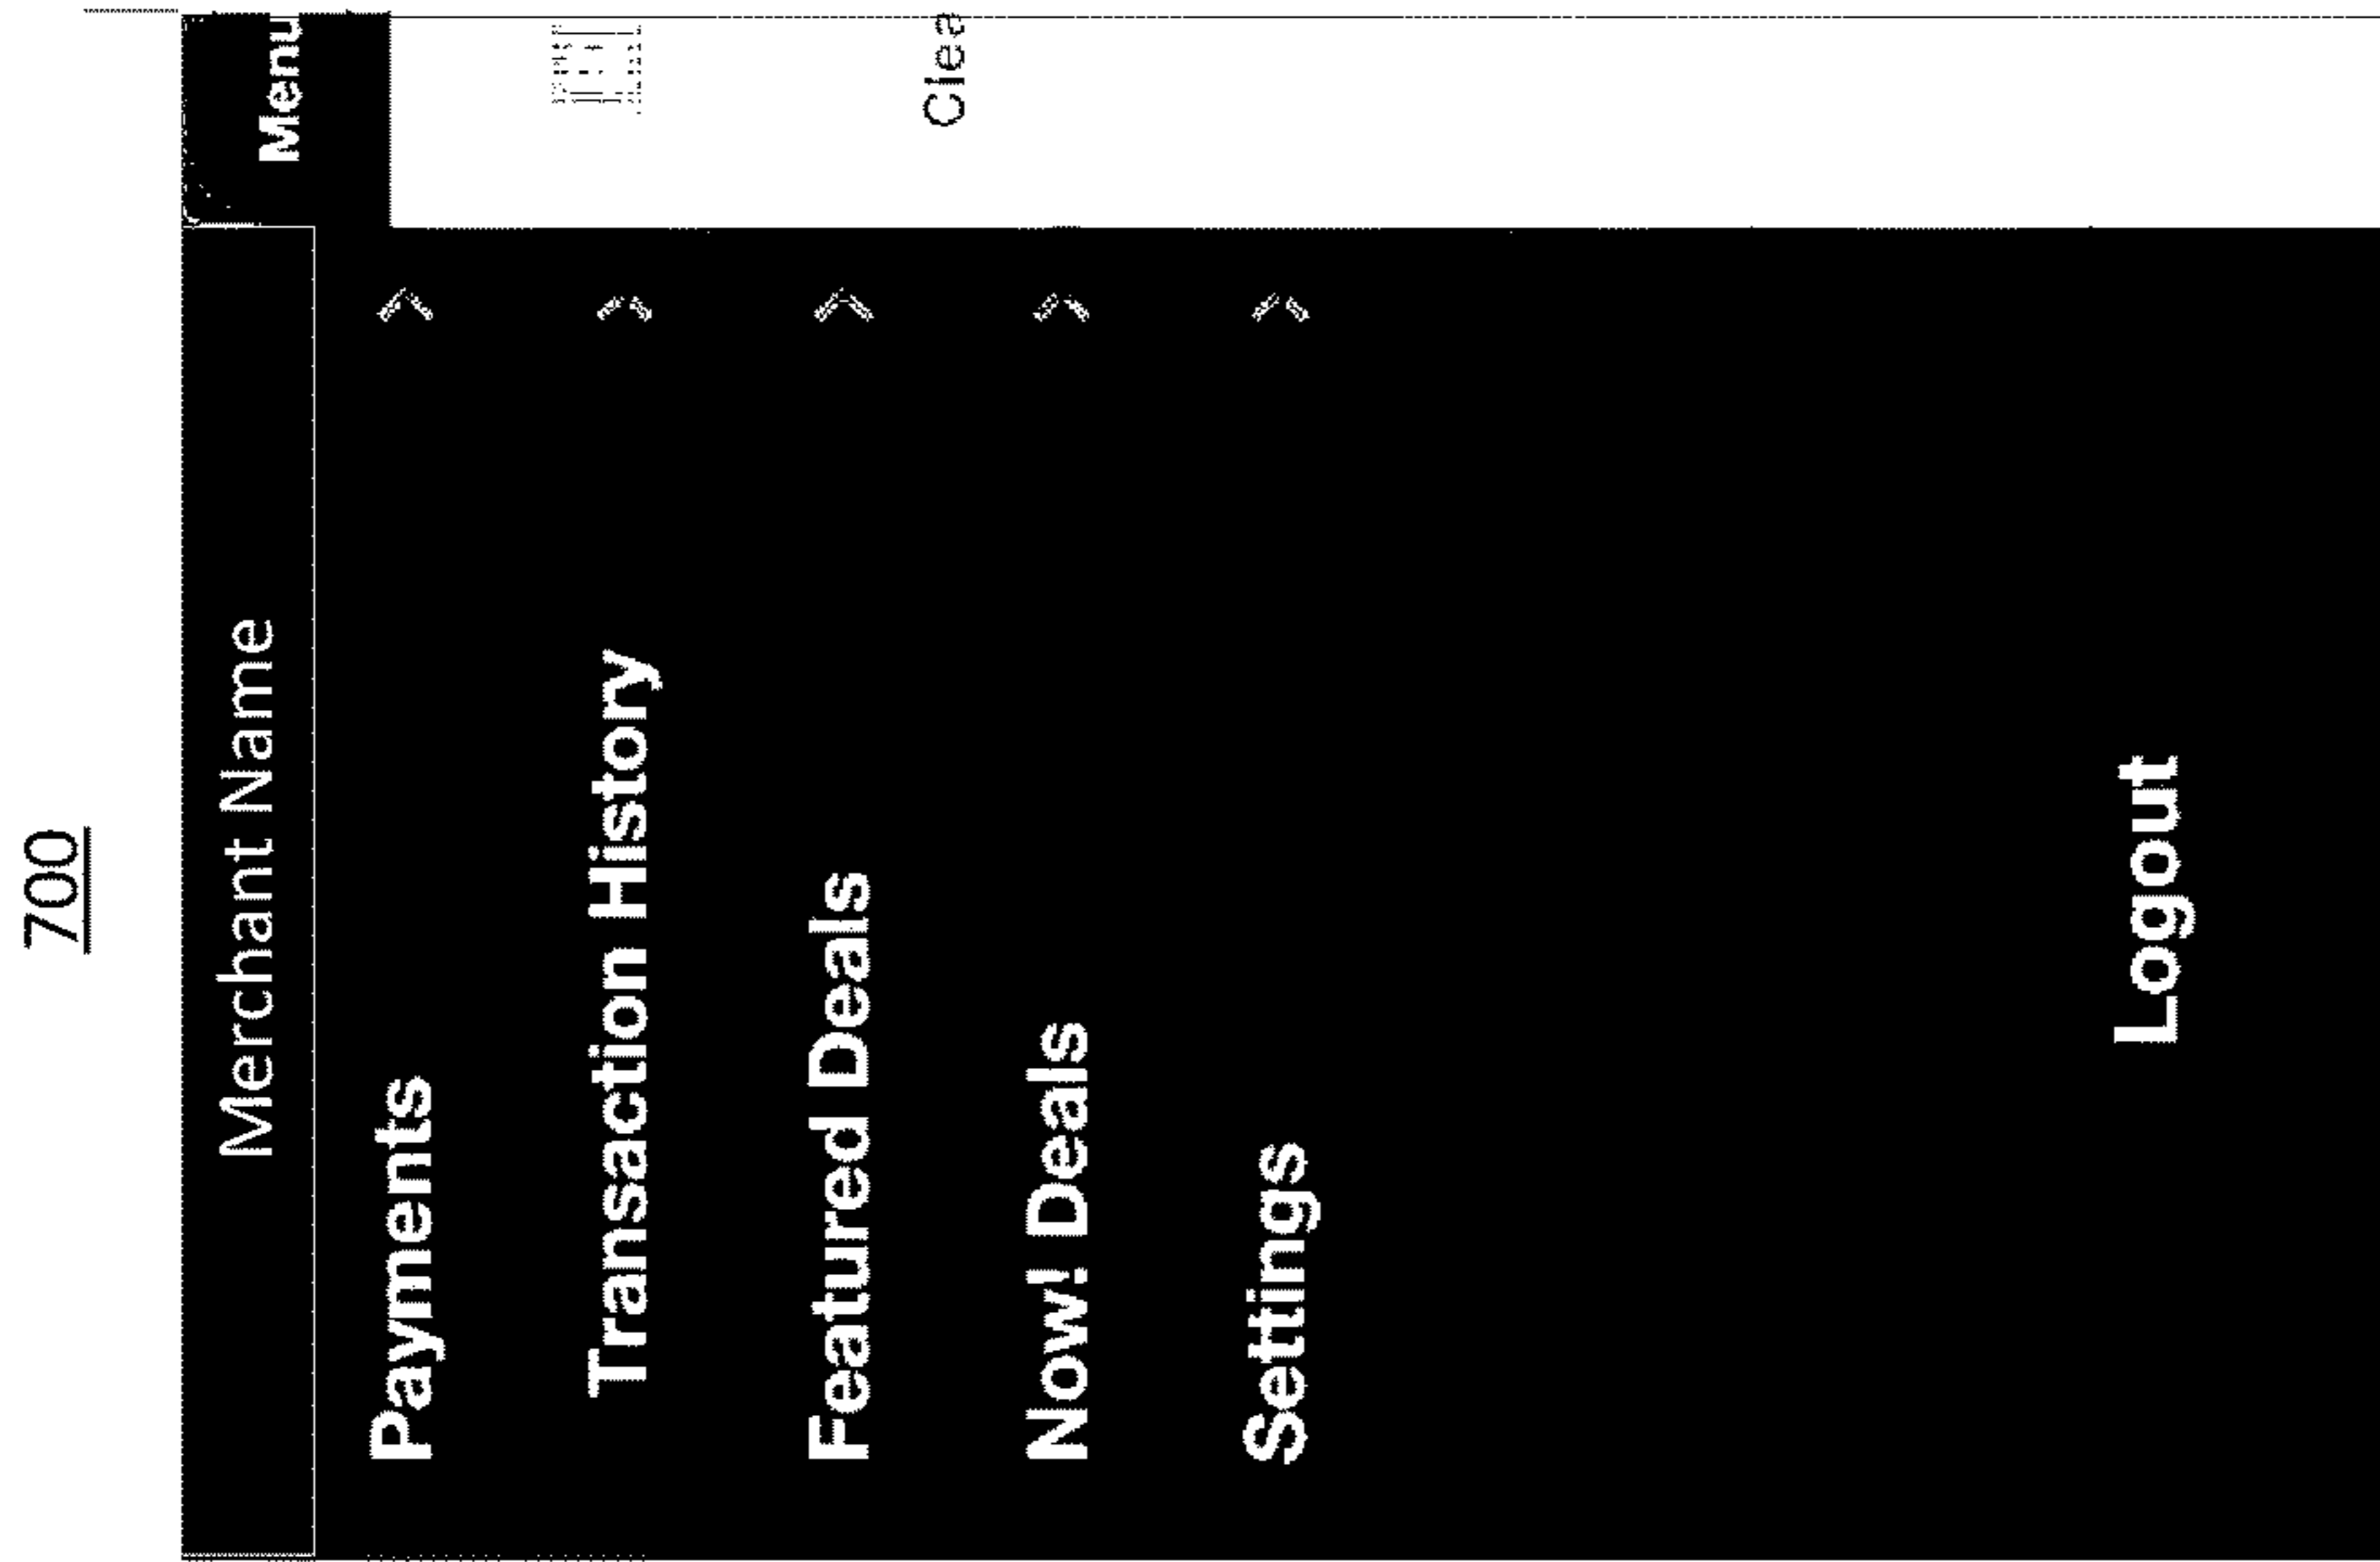 700
Merchant Name
Menu
Payments
Transaction History
Featured Deals
Clea
Now! Deals
Settings
Logout